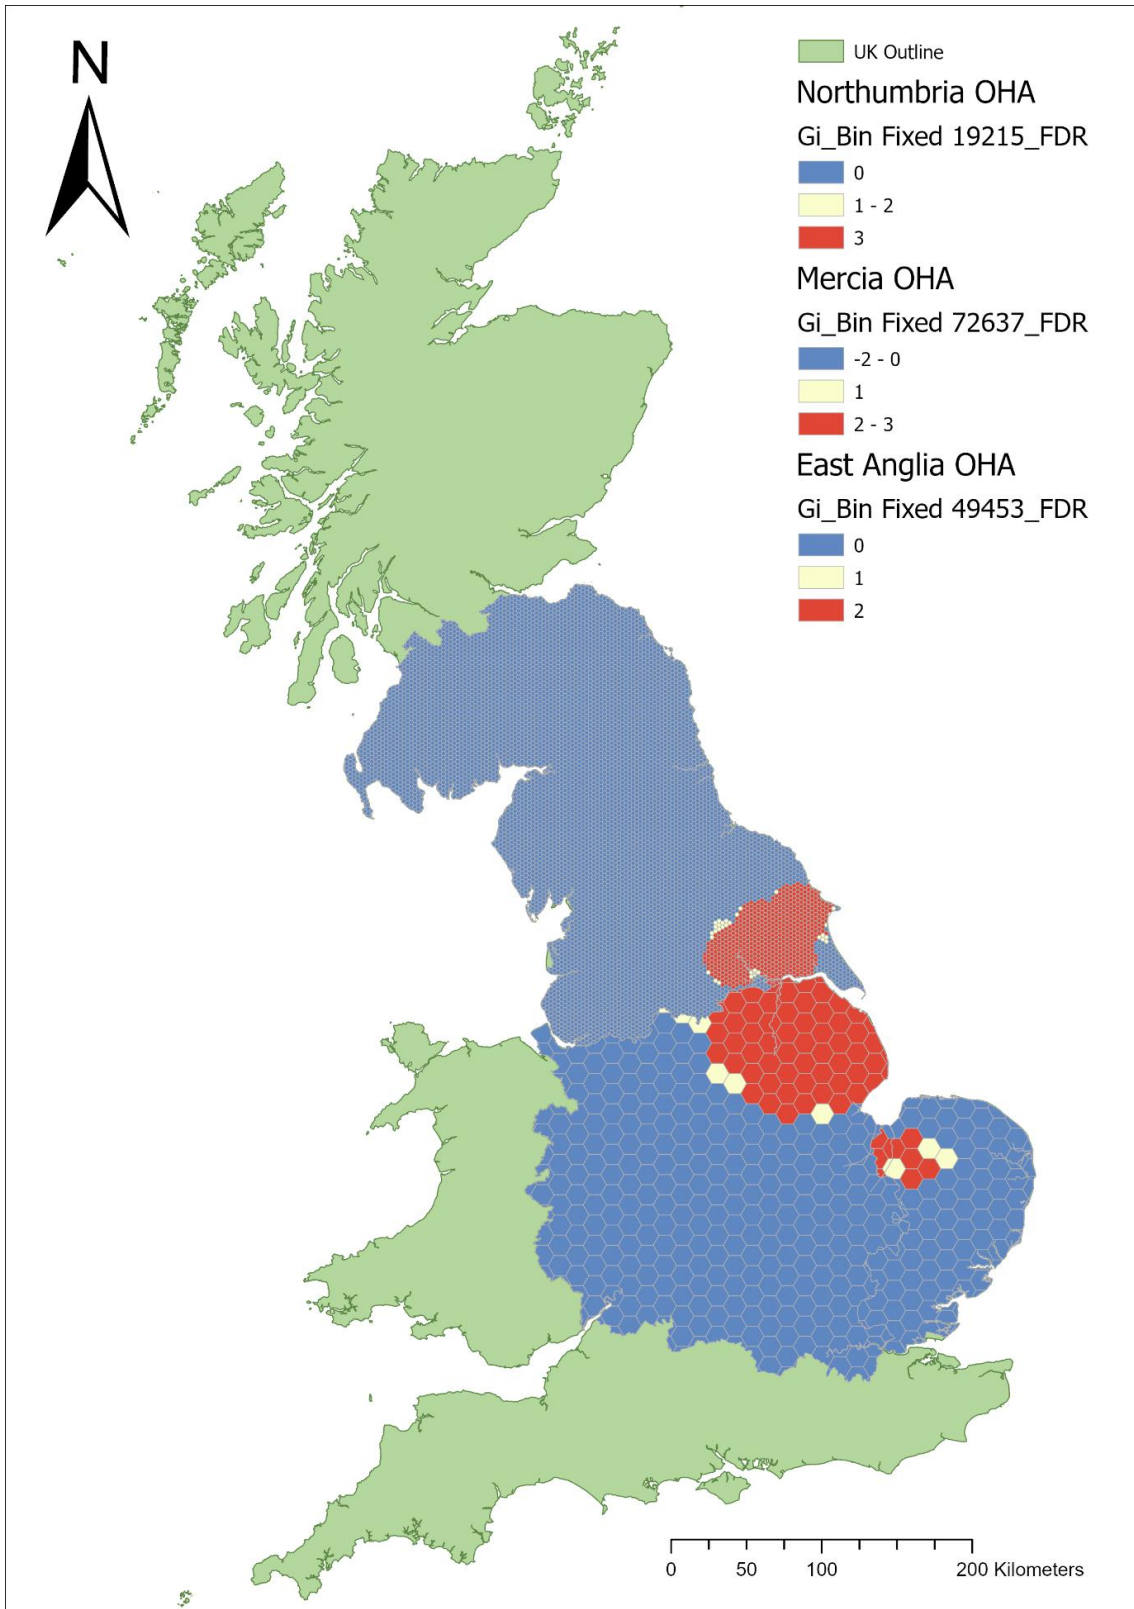 N
UK Outline
Northumbria OHA
Gi_Bin Fixed 19215_FDR
0
1 - 2
3
Mercia OHA
Gi_Bin Fixed 72637_FDR
-2 - 0
1
2 - 3
East Anglia OHA
Gi_Bin Fixed 49453_FDR
0
1
2
0 50 100 200 Kilometers